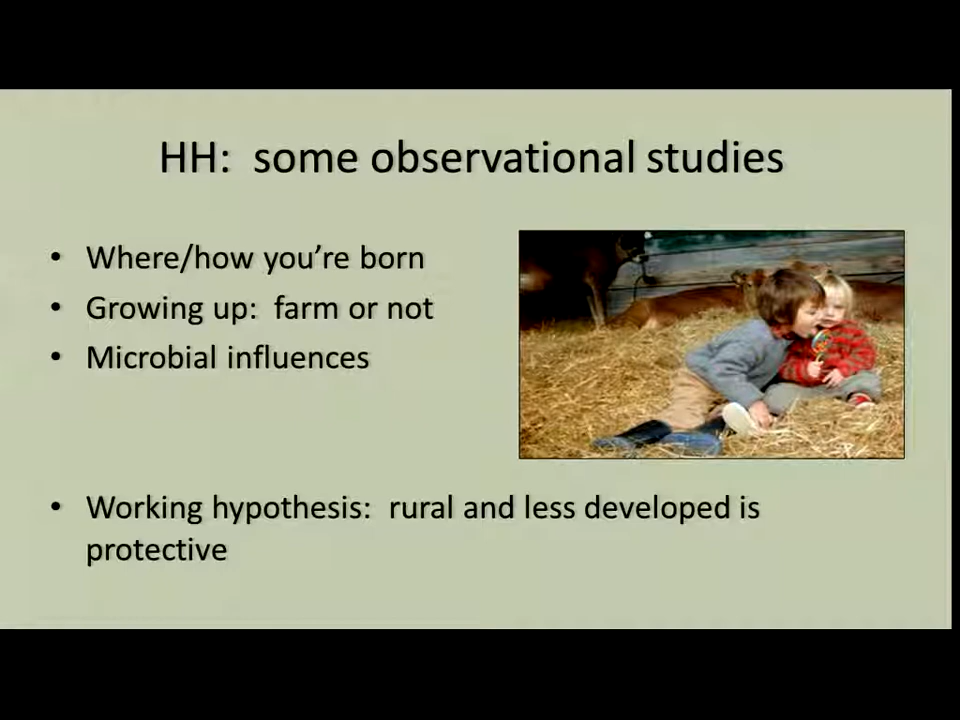 HH: some observational studies
• Where/how you're born
• Growing up: farm or not
• Microbial influences
• Working hypothesis: rural and less developed is
protective